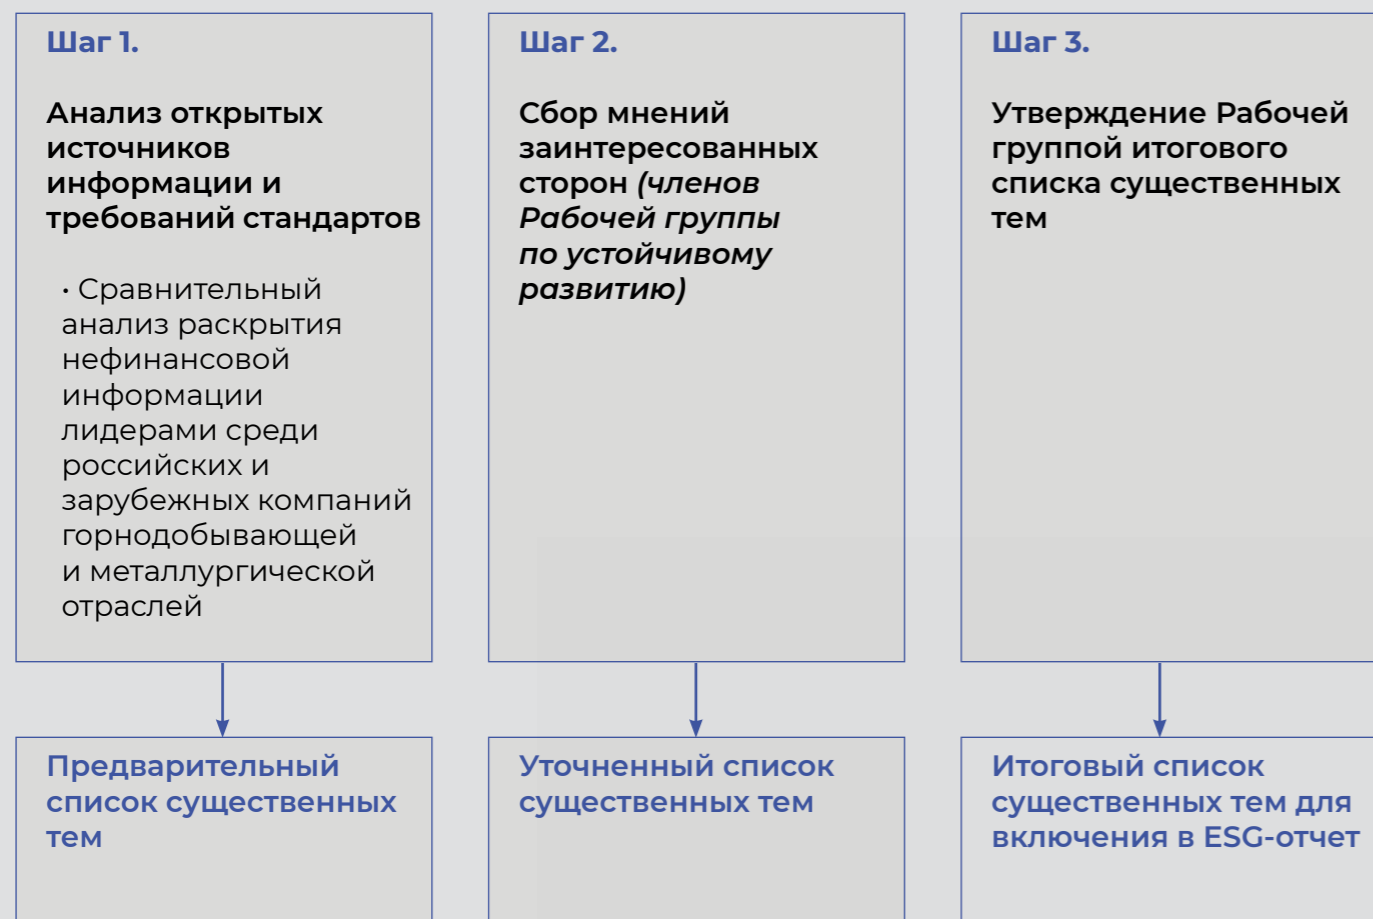 Шаг 1.
Анализ открытых
источников
информации и
требований стандартов
• Сравнительный
анализ раскрытия
нефинансовой
информации
лидерами среди
российских и
зарубежных компаний
горнодобывающей
и металлургической
отраслей
Предварительный
список существенных
тем
Шаг 2.
Сбор мнений
заинтересованных
сторон (членов
Рабочей группы
по устойчивому
развитию)
Уточненный список
существенных тем
Шаг 3.
Утверждение Рабочей
группой итогового
списка существенных
тем
Итоговый список
существенных тем для
включения в ESG-отчет